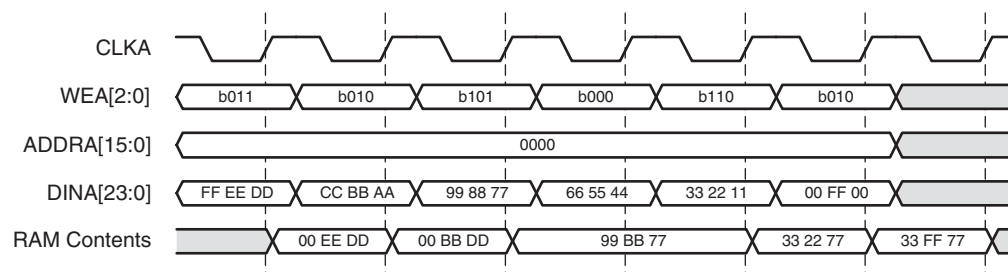 CLKA
WEA[2:0] b011 b010 b101 b000 b110 b010
ADDRA[15:0] 0000
DINA[23:0] FF EE DD CC BB AA 99 88 77 66 55 44 33 22 11 00 FF 00
RAM Contents 00 EE DD 00 BB DD 99 BB 77 33 22 77 33 FF 77